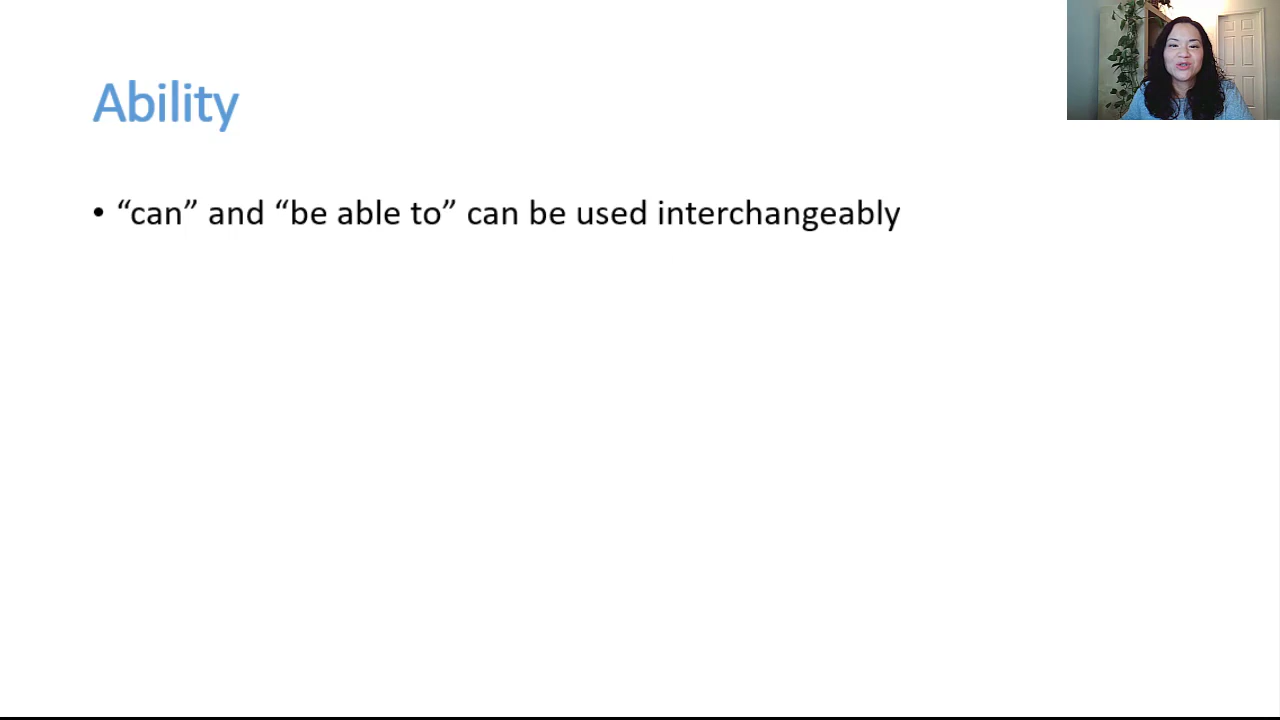 Ability
• “can” and “be able to” can be used interchangeably